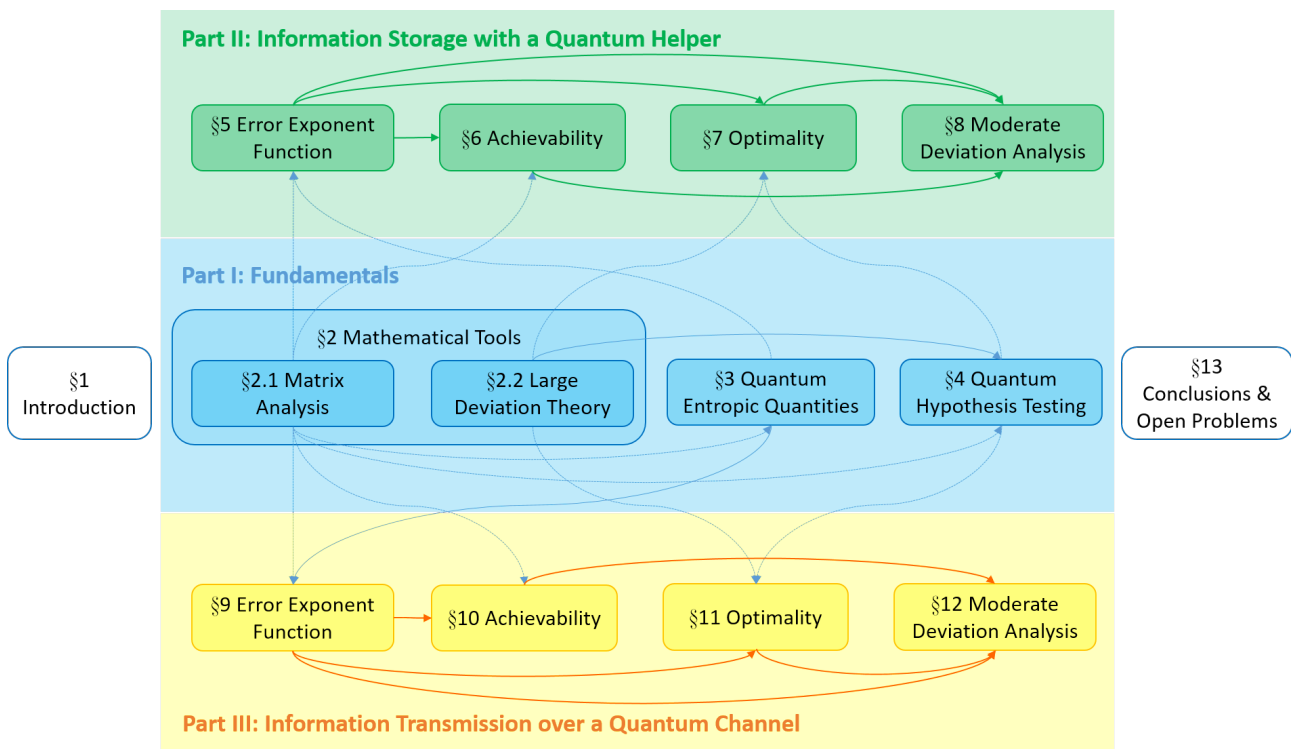 Part II: Information Storage with a Quantum Helper
§5 Error Exponent
Function
§6 Achievability
§7 Optimality
§8 Moderate
Deviation Analysis
Part I: Fundamentals
§2 Mathematical Tools
§1
Introduction
§2.1 Matrix
Analysis
§2.2 Large
Deviation Theory
§3 Quantum
Entropic Quantities
§4 Quantum
Hypothesis Testing
§13
Conclusions &
Open Problems
§9 Error Exponent
Function
§10 Achievability
§11 Optimality
§12 Moderate
Deviation Analysis
Part III: Information Transmission over a Quantum Channel